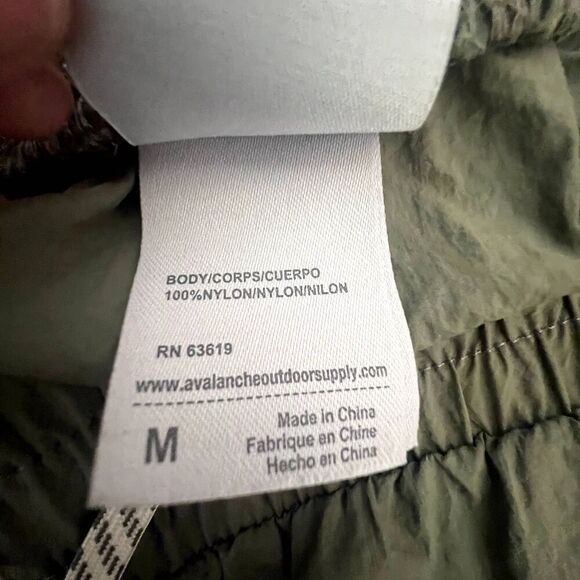 BODY/CORPS/CUERPO
100%NYLON/NYLON/NILON
RN 63619
www.avalancheoutdoorsupply.com
M
Made in China
Fabrique en Chine
Hecho en China